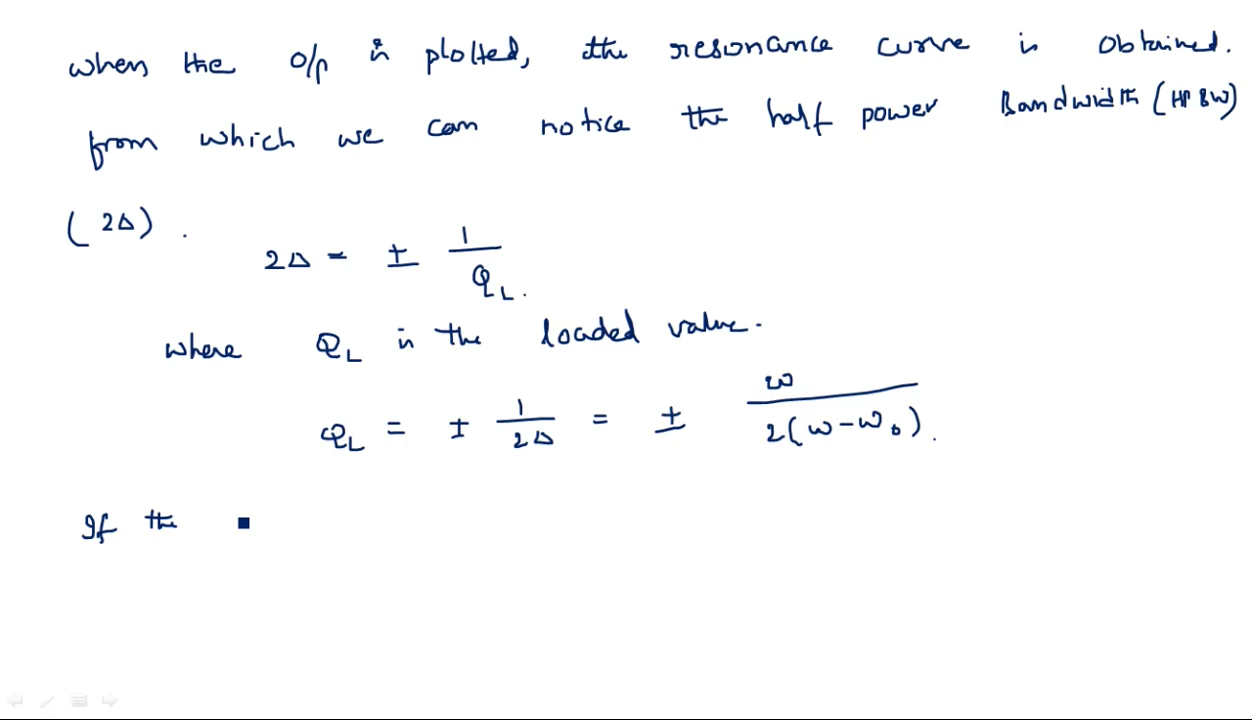 when the o/p is plotted, the resonance curve is obtained.
from which we can notice the half power Bandwidth (HPBW)
(2Δ).
2Δ = ± 1/Q_L.
where Q_L is the loaded value.
Q_L = ± 1/2Δ = ± ω/2(ω-ω₀).
If the